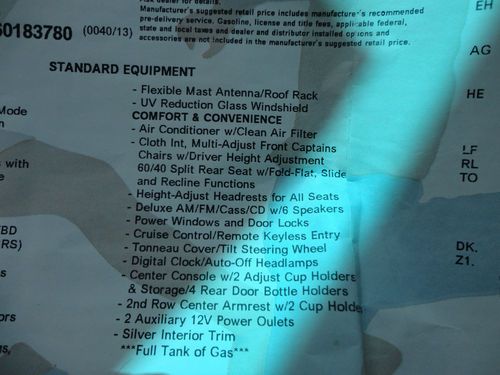 dealer for details.
Manufacturer's suggested retail price includes manufacturer's recommended
pre-delivery service. Gasoline, license and title fees, applicable federal,
state and local taxes and dealer and distributor installed options and
accessories are not included in the manufacturer's suggested retail price.
60183780 (0040/13)
STANDARD EQUIPMENT
- Flexible Mast Antenna/Roof Rack
- UV Reduction Glass Windshield
COMFORT & CONVENIENCE
- Air Conditioner w/Clean Air Filter
- Cloth Int, Multi-Adjust Front Captains
Chairs w/Driver Height Adjustment
60/40 Split Rear Seat w/Fold-Flat, Slide
and Recline Functions
- Height-Adjust Headrests for All Seats
- Deluxe AM/FM/Cass/CD w/6 Speakers
- Power Windows and Door Locks
- Cruise Control/Remote Keyless Entry
- Tonneau Cover/Tilt Steering Wheel
- Digital Clock/Auto-Off Headlamps
- Center Console w/2 Adjust Cup Holders
& Storage/4 Rear Door Bottle Holders
- 2nd Row Center Armrest w/2 Cup Holde
- 2 Auxiliary 12V Power Oulets
- Silver Interior Trim
***Full Tank of Gas***
Mode
n
s with
e
BD
RS)
s
ors
s
EH
AG
HE
LF
RL
TO
DK.
Z1.